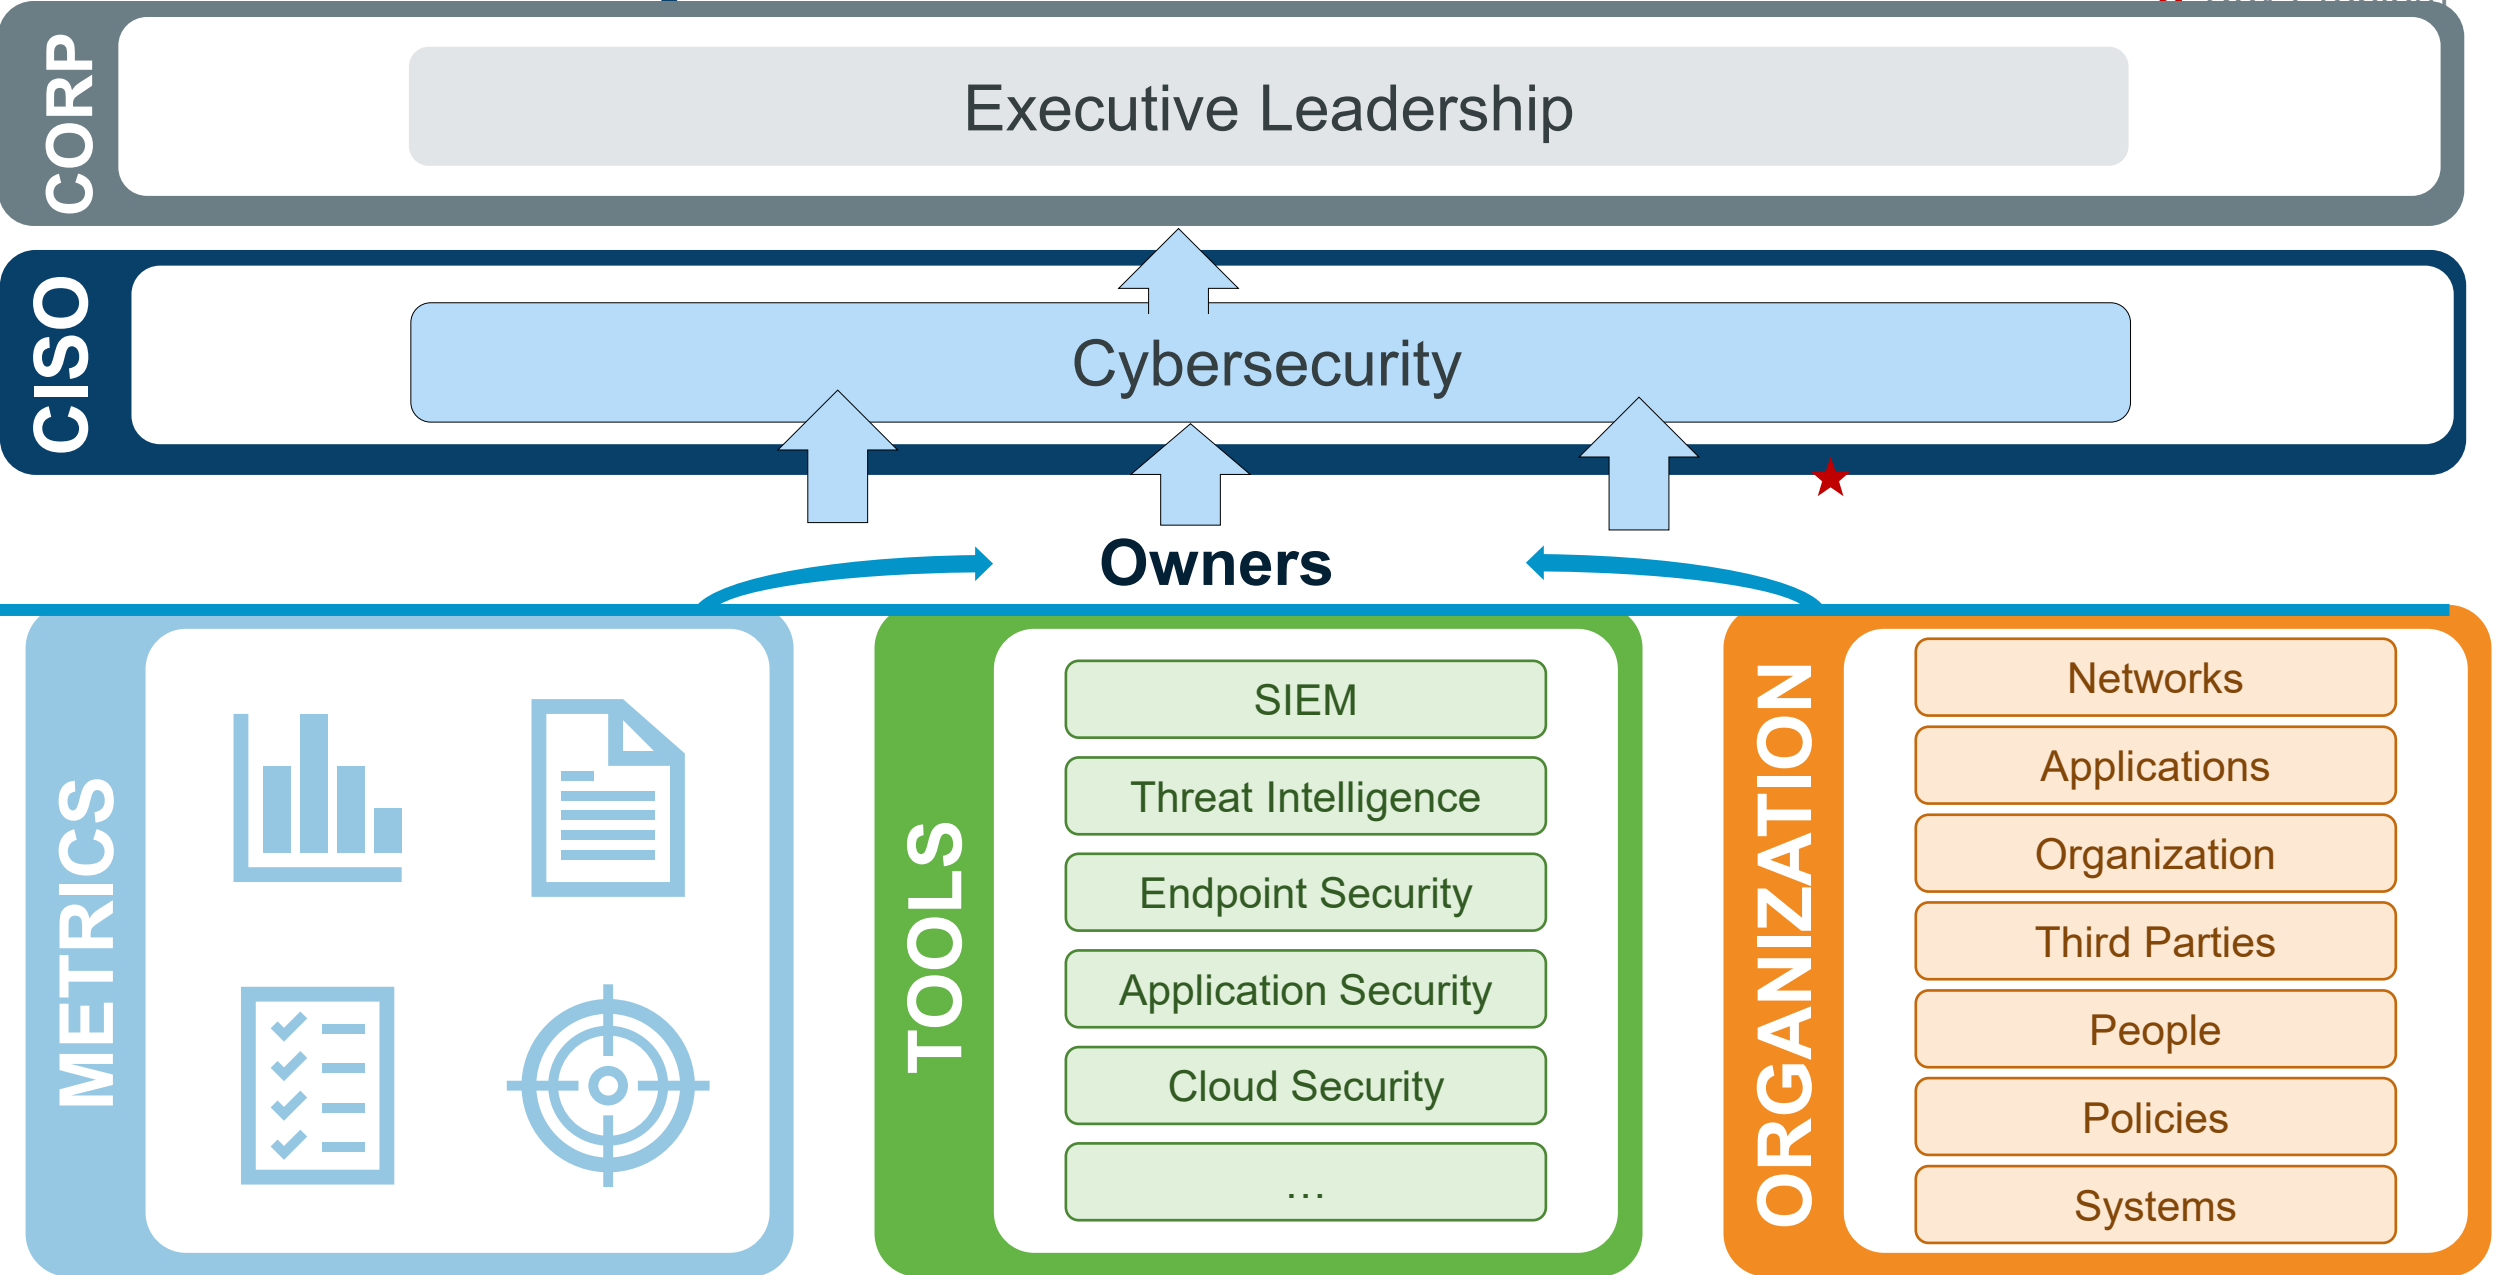 CORP
Executive Leadership
CISO
Cybersecurity
Owners
METRICS
TOOLS
SIEM
Threat Intelligence
Endpoint Security
Application Security
Cloud Security
...
ORGANIZATION
Networks
Applications
Organization
Third Parties
People
Policies
Systems